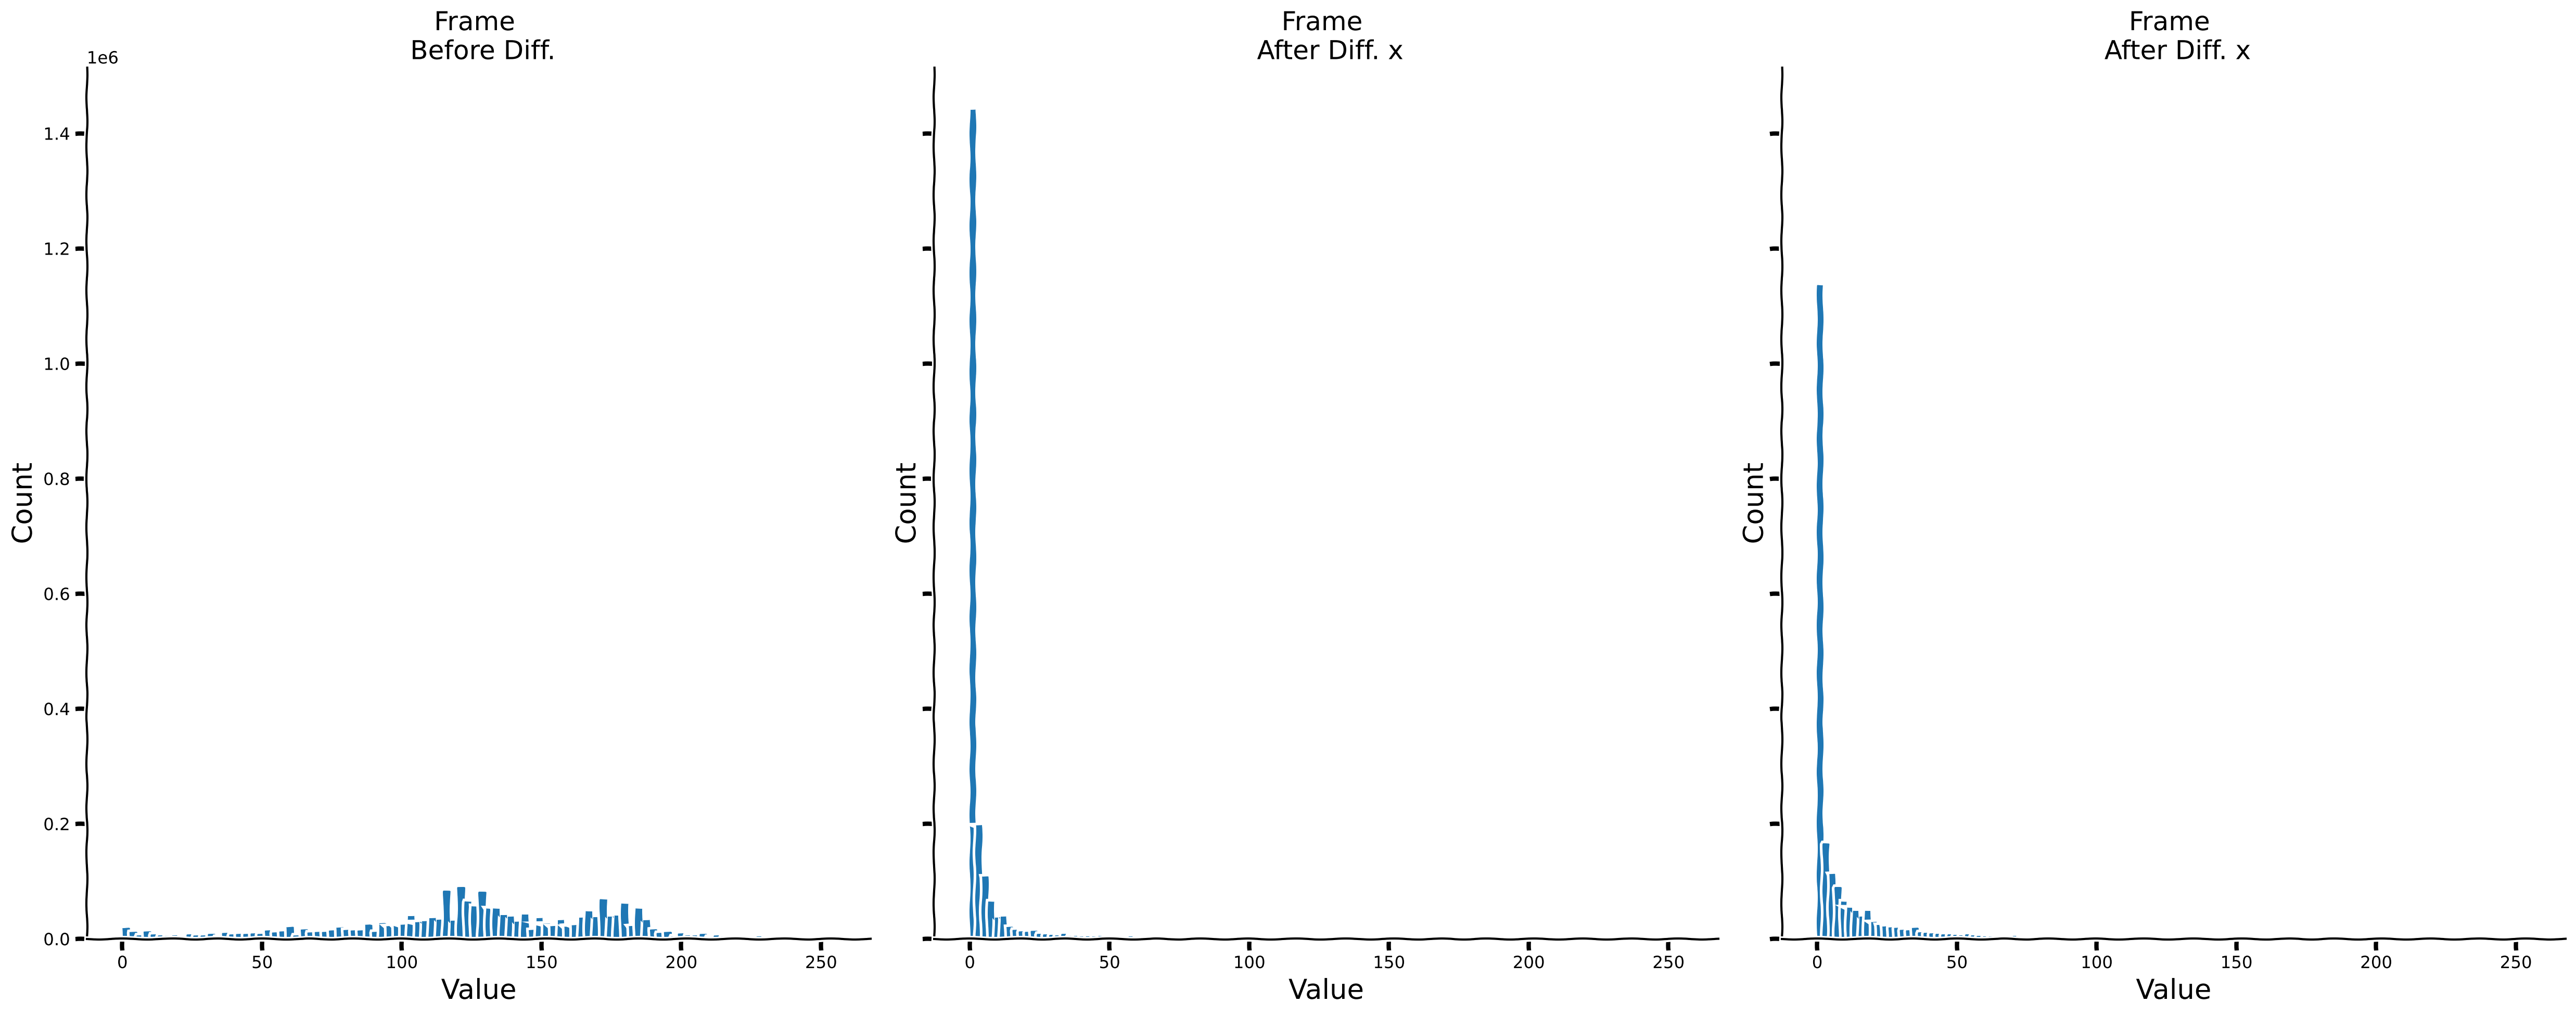 Frame
Before Diff.
1e6
1.4
1.2
1.0
0.8
0.6
0.4
0.2
0.0
Count
0 50 100 150 200 250
Value
Frame
After Diff. x
Count
0 50 100 150 200 250
Value
Frame
After Diff. x
Count
0 50 100 150 200 250
Value